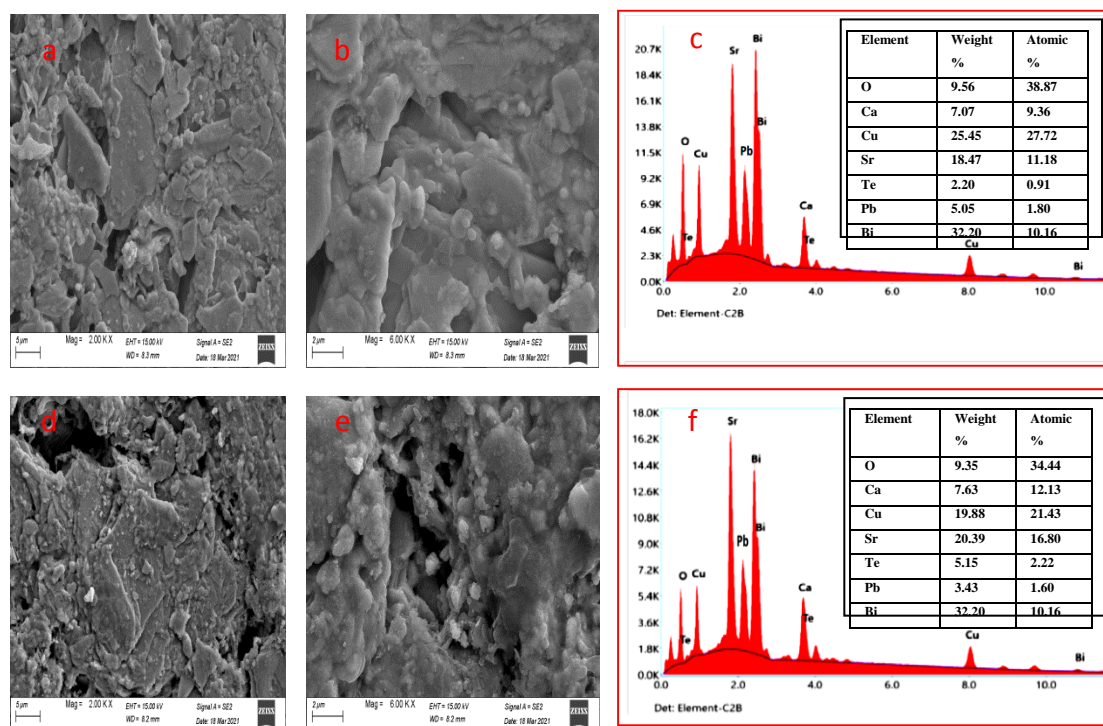 a
5 µm
Mag = 2.00 K X
EHT = 15.00 kV
WD = 8.3 mm
Signal A = SE2
Date: 18 Mar 2021
ZEISS
b
2 µm
Mag = 6.00 K X
EHT = 15.00 kV
WD = 8.3 mm
Signal A = SE2
Date: 18 Mar 2021
ZEISS
c
20.7K
18.4K
16.1K
13.8K
11.5K
9.2K
6.9K
4.6K
2.3K
0.0K
0.0 2.0 4.0 6.0 8.0 10.0
O
Te
Cu
Sr
Pb
Bi
Bi
Ca
Te
Cu
Bi
Det: Element-C2B
Element Weight % Atomic %
O 9.56 38.87
Ca 7.07 9.36
Cu 25.45 27.72
Sr 18.47 11.18
Te 2.20 0.91
Pb 5.05 1.80
Bi 32.20 10.16
d
5 µm
Mag = 2.00 K X
EHT = 15.00 kV
WD = 8.2 mm
Signal A = SE2
Date: 18 Mar 2021
ZEISS
e
2 µm
Mag = 6.00 K X
EHT = 15.00 kV
WD = 8.2 mm
Signal A = SE2
Date: 18 Mar 2021
ZEISS
f
18.0K
16.2K
14.4K
12.6K
10.8K
9.0K
7.2K
5.4K
3.6K
1.8K
0.0K
0.0 2.0 4.0 6.0 8.0 10.0
O
Te
Cu
Sr
Pb
Bi
Bi
Ca
Te
Cu
Bi
Det: Element-C2B
Element Weight % Atomic %
O 9.35 34.44
Ca 7.63 12.13
Cu 19.88 21.43
Sr 20.39 16.80
Te 5.15 2.22
Pb 3.43 1.60
Bi 32.20 10.16